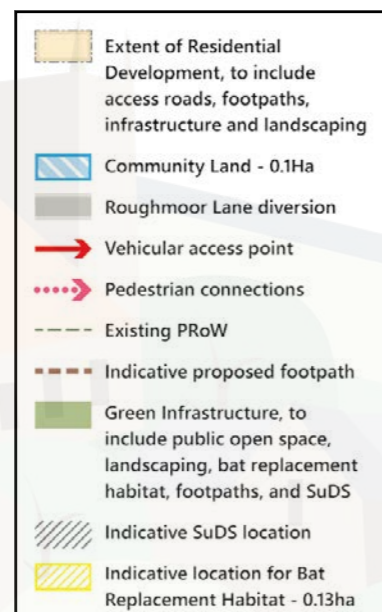 Extent of Residential
Development, to include
access roads, footpaths,
infrastructure and landscaping
Community Land - 0.1Ha
Roughmoor Lane diversion
Vehicular access point
Pedestrian connections
Existing PRoW
Indicative proposed footpath
Green Infrastructure, to
include public open space,
landscaping, bat replacement
habitat, footpaths, and SuDS
Indicative SuDS location
Indicative location for Bat
Replacement Habitat - 0.13ha